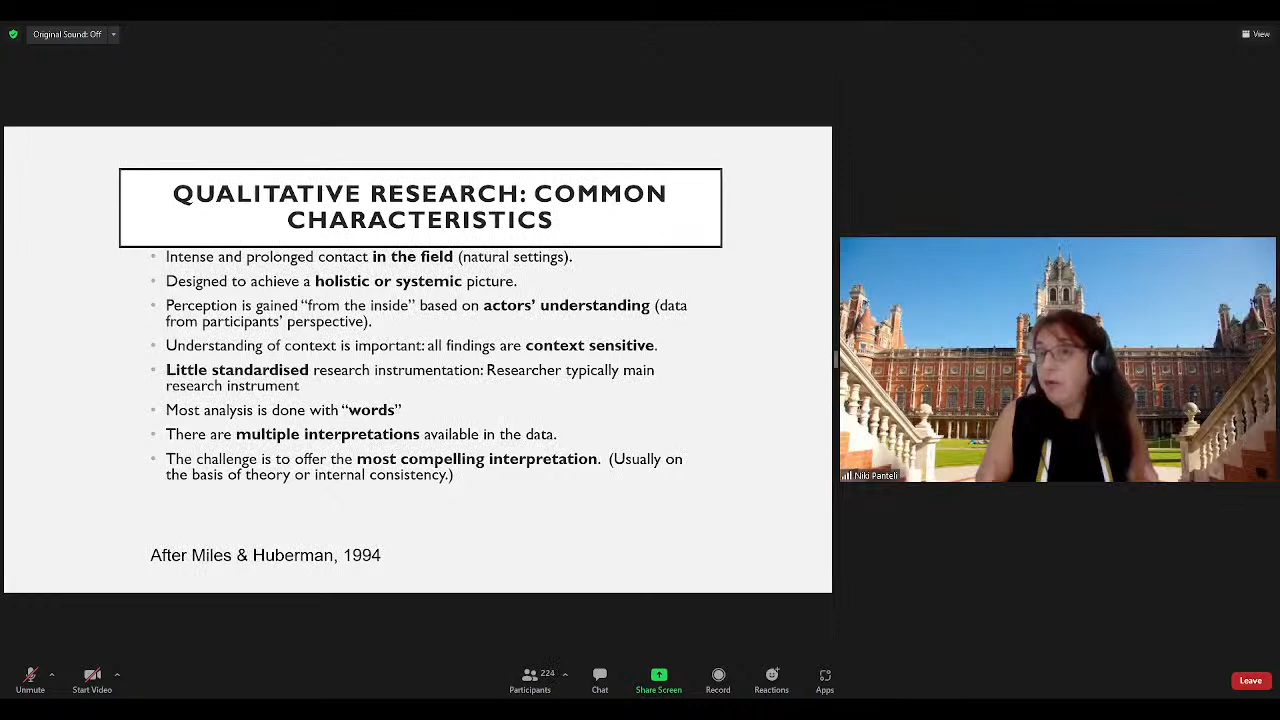 Original Sound: Off
View
QUALITATIVE RESEARCH: COMMON
CHARACTERISTICS
Intense and prolonged contact in the field (natural settings).
Designed to achieve a holistic or systemic picture.
Perception is gained “from the inside” based on actors’ understanding (data
from participants’ perspective).
Understanding of context is important: all findings are context sensitive.
Little standardised research instrumentation: Researcher typically main
research instrument
Most analysis is done with “words”
There are multiple interpretations available in the data.
The challenge is to offer the most compelling interpretation. (Usually on
the basis of theory or internal consistency.)
After Miles & Huberman, 1994
Niki Panteli
Unmute
Start Video
224
Participants
Chat
Share Screen
Record
Reactions
Apps
Leave